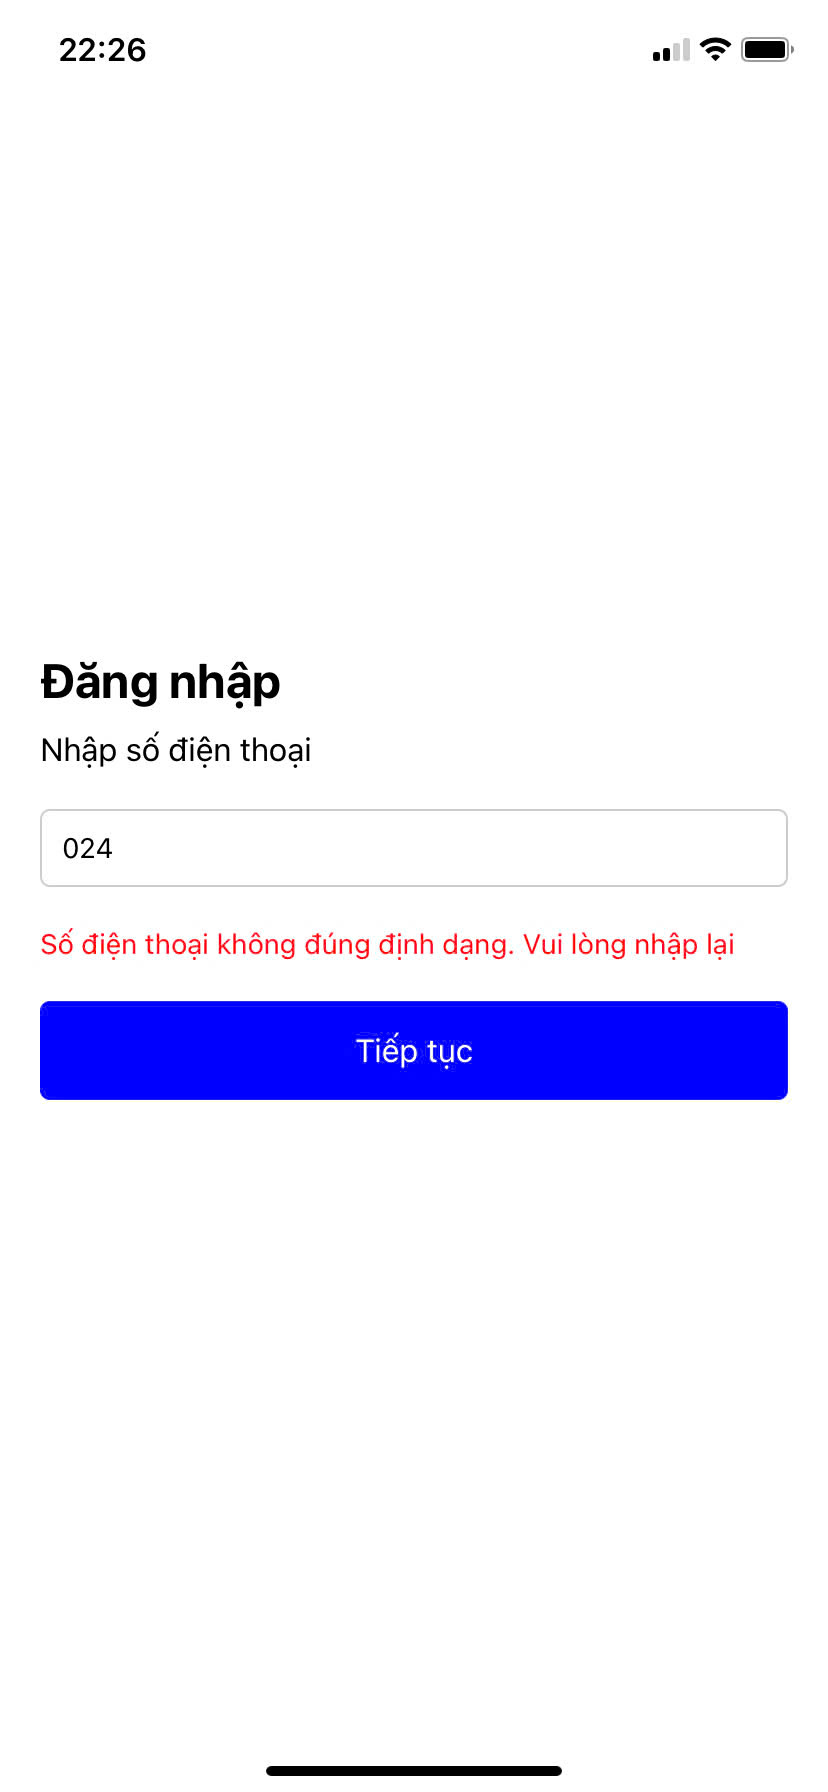 22:26
Đăng nhập
Nhập số điện thoại
024
Số điện thoại không đúng định dạng. Vui lòng nhập lại
Tiếp tục